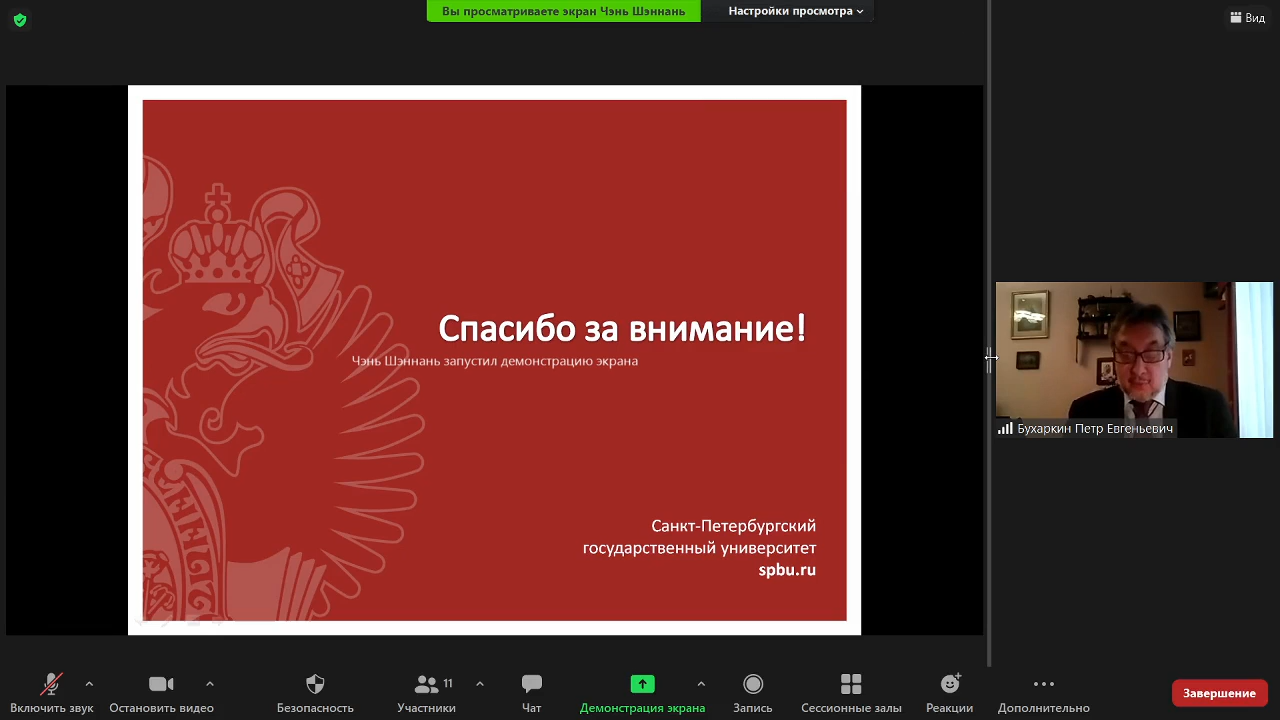 Вы просматриваете экран Чэнь Шэннань
Настройки просмотра
Вид
Спасибо за внимание!
Чэнь Шэннань запустил демонстрацию экрана
Санкт-Петербургский
государственный университет
spbu.ru
Бухаркин Петр Евгеньевич
Включить звук
Остановить видео
Безопасность
11
Участники
Чат
Демонстрация экрана
Запись
Сессионные залы
Реакции
Дополнительно
Завершение